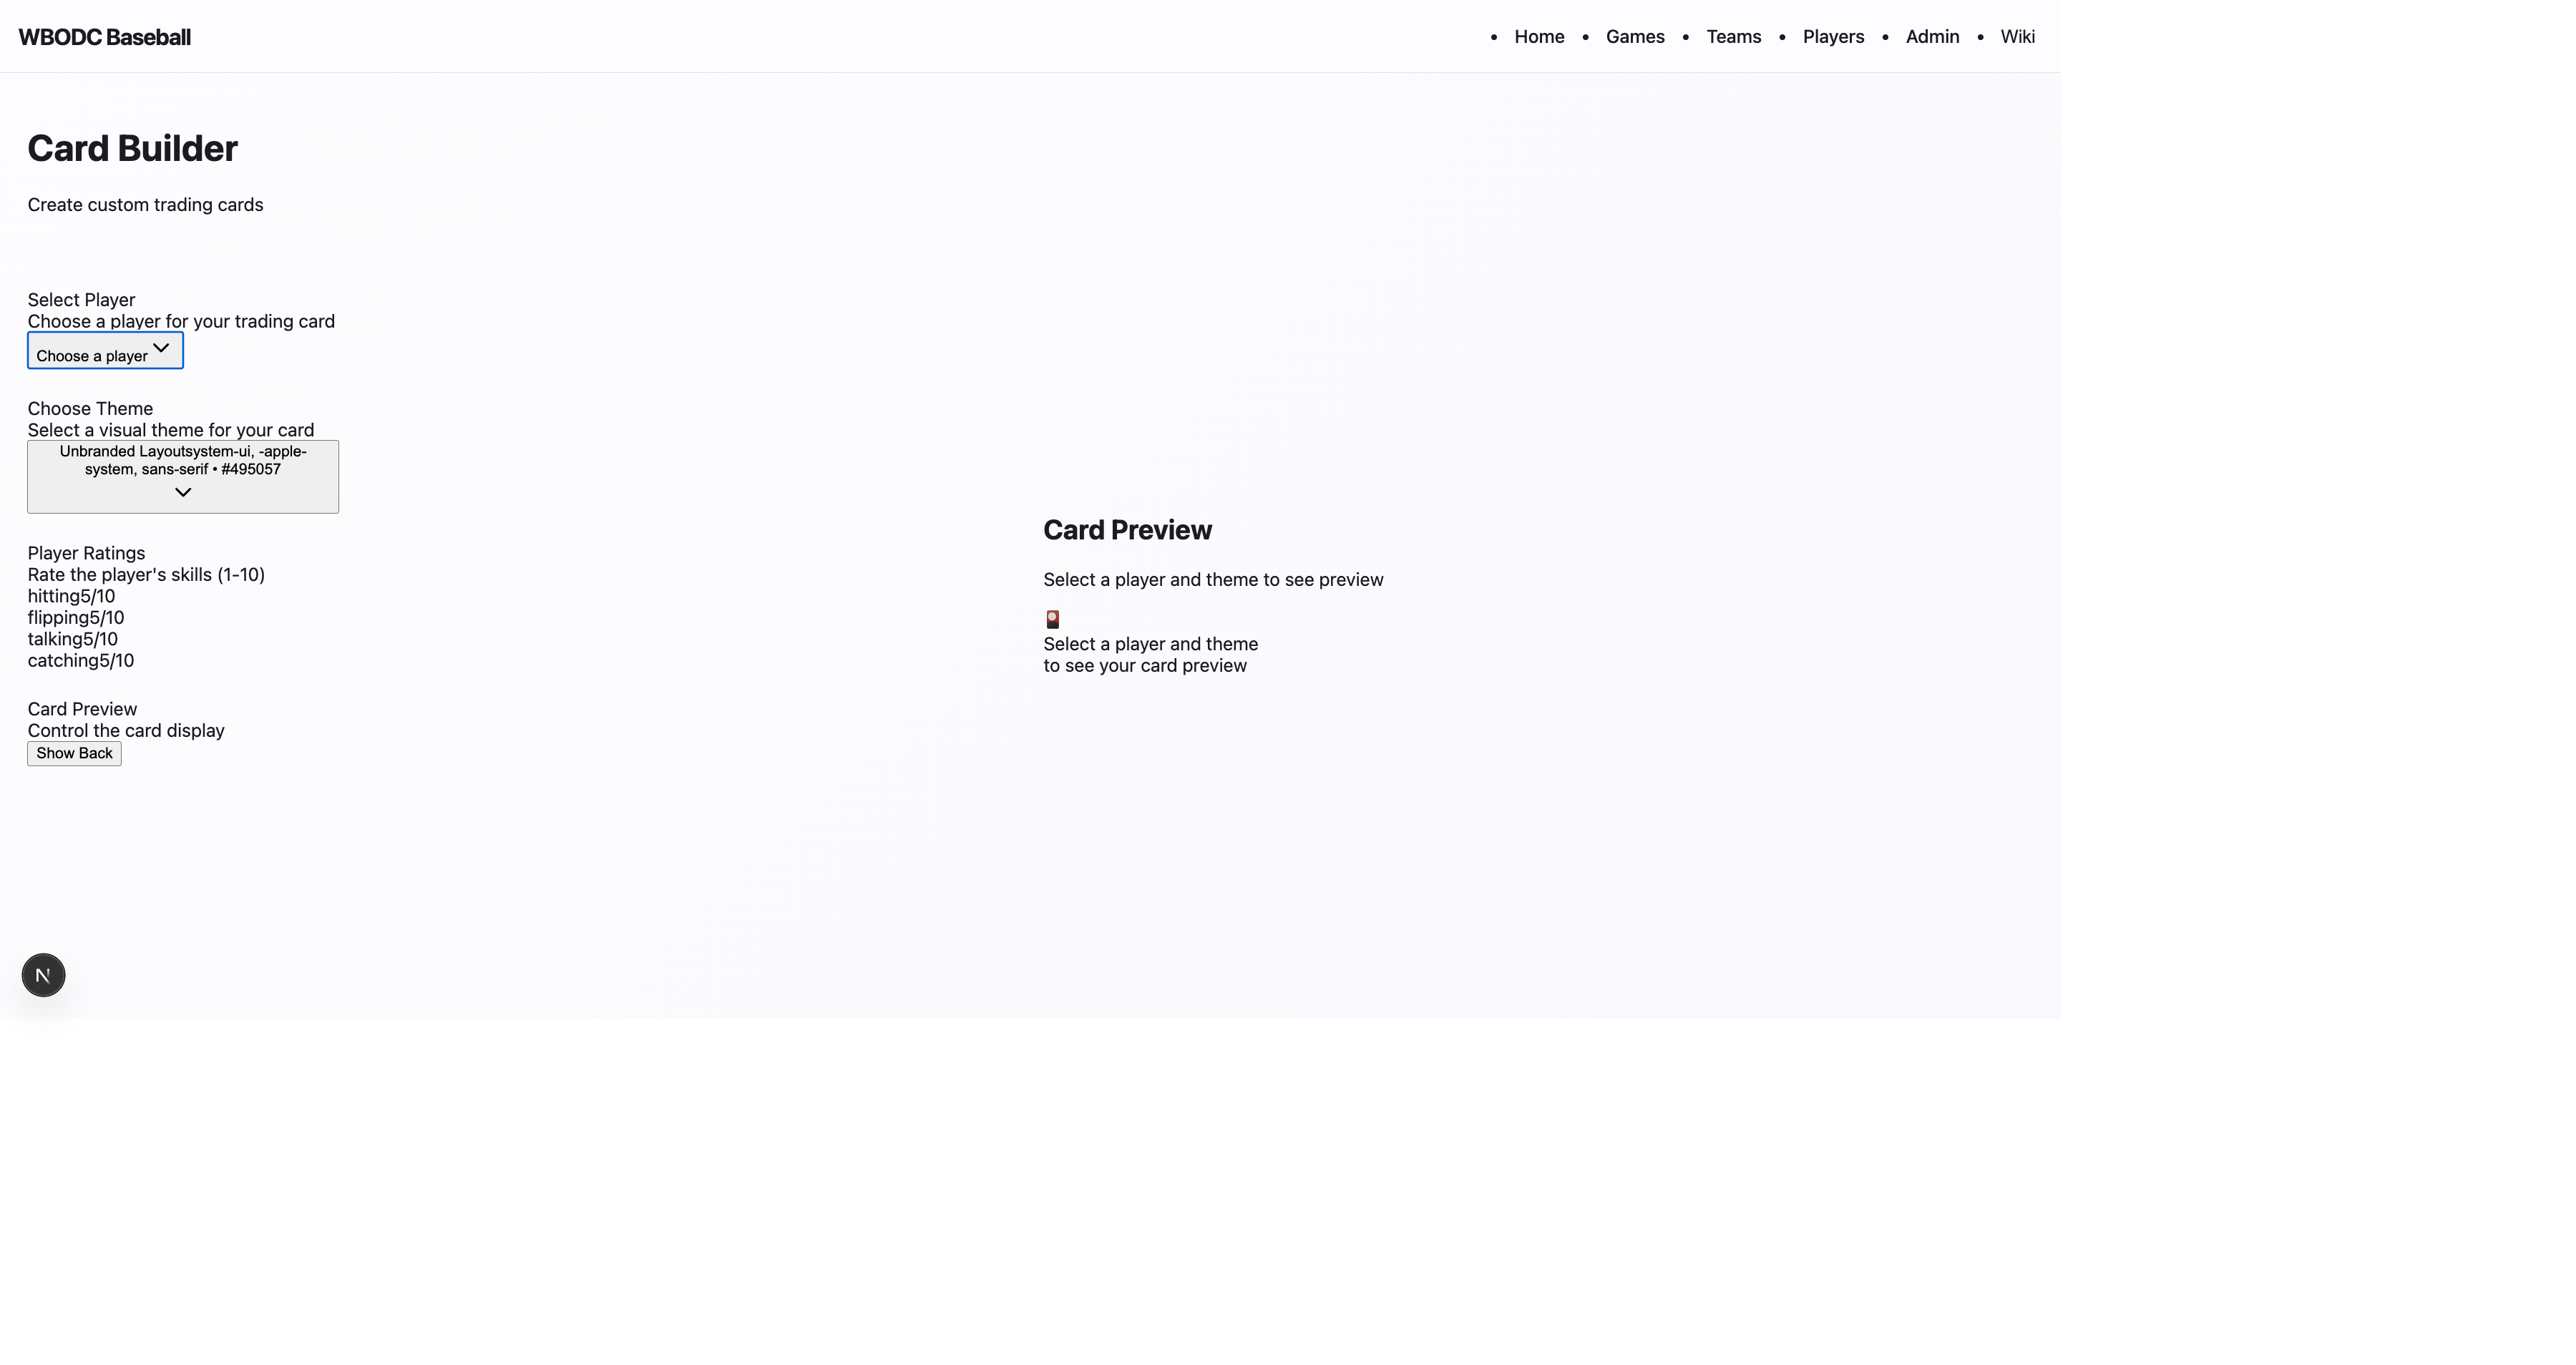 WBODC Baseball
• Home • Games • Teams • Players • Admin • Wiki
Card Builder
Create custom trading cards
Select Player
Choose a player for your trading card
Choose a player
Choose Theme
Select a visual theme for your card
Unbranded Layoutsystem-ui, -apple-
system, sans-serif • #495057
Player Ratings
Rate the player's skills (1-10)
hitting5/10
flipping5/10
talking5/10
catching5/10
Card Preview
Control the card display
Show Back
Card Preview
Select a player and theme to see preview
Select a player and theme
to see your card preview
N